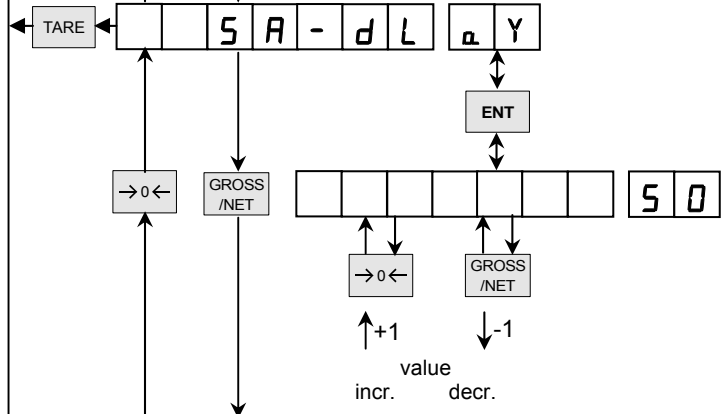 TARE
SA-dL aY
ENT
→0←
GROSS
/NET
50
→0←
GROSS
/NET
+1
-1
value
incr. decr.